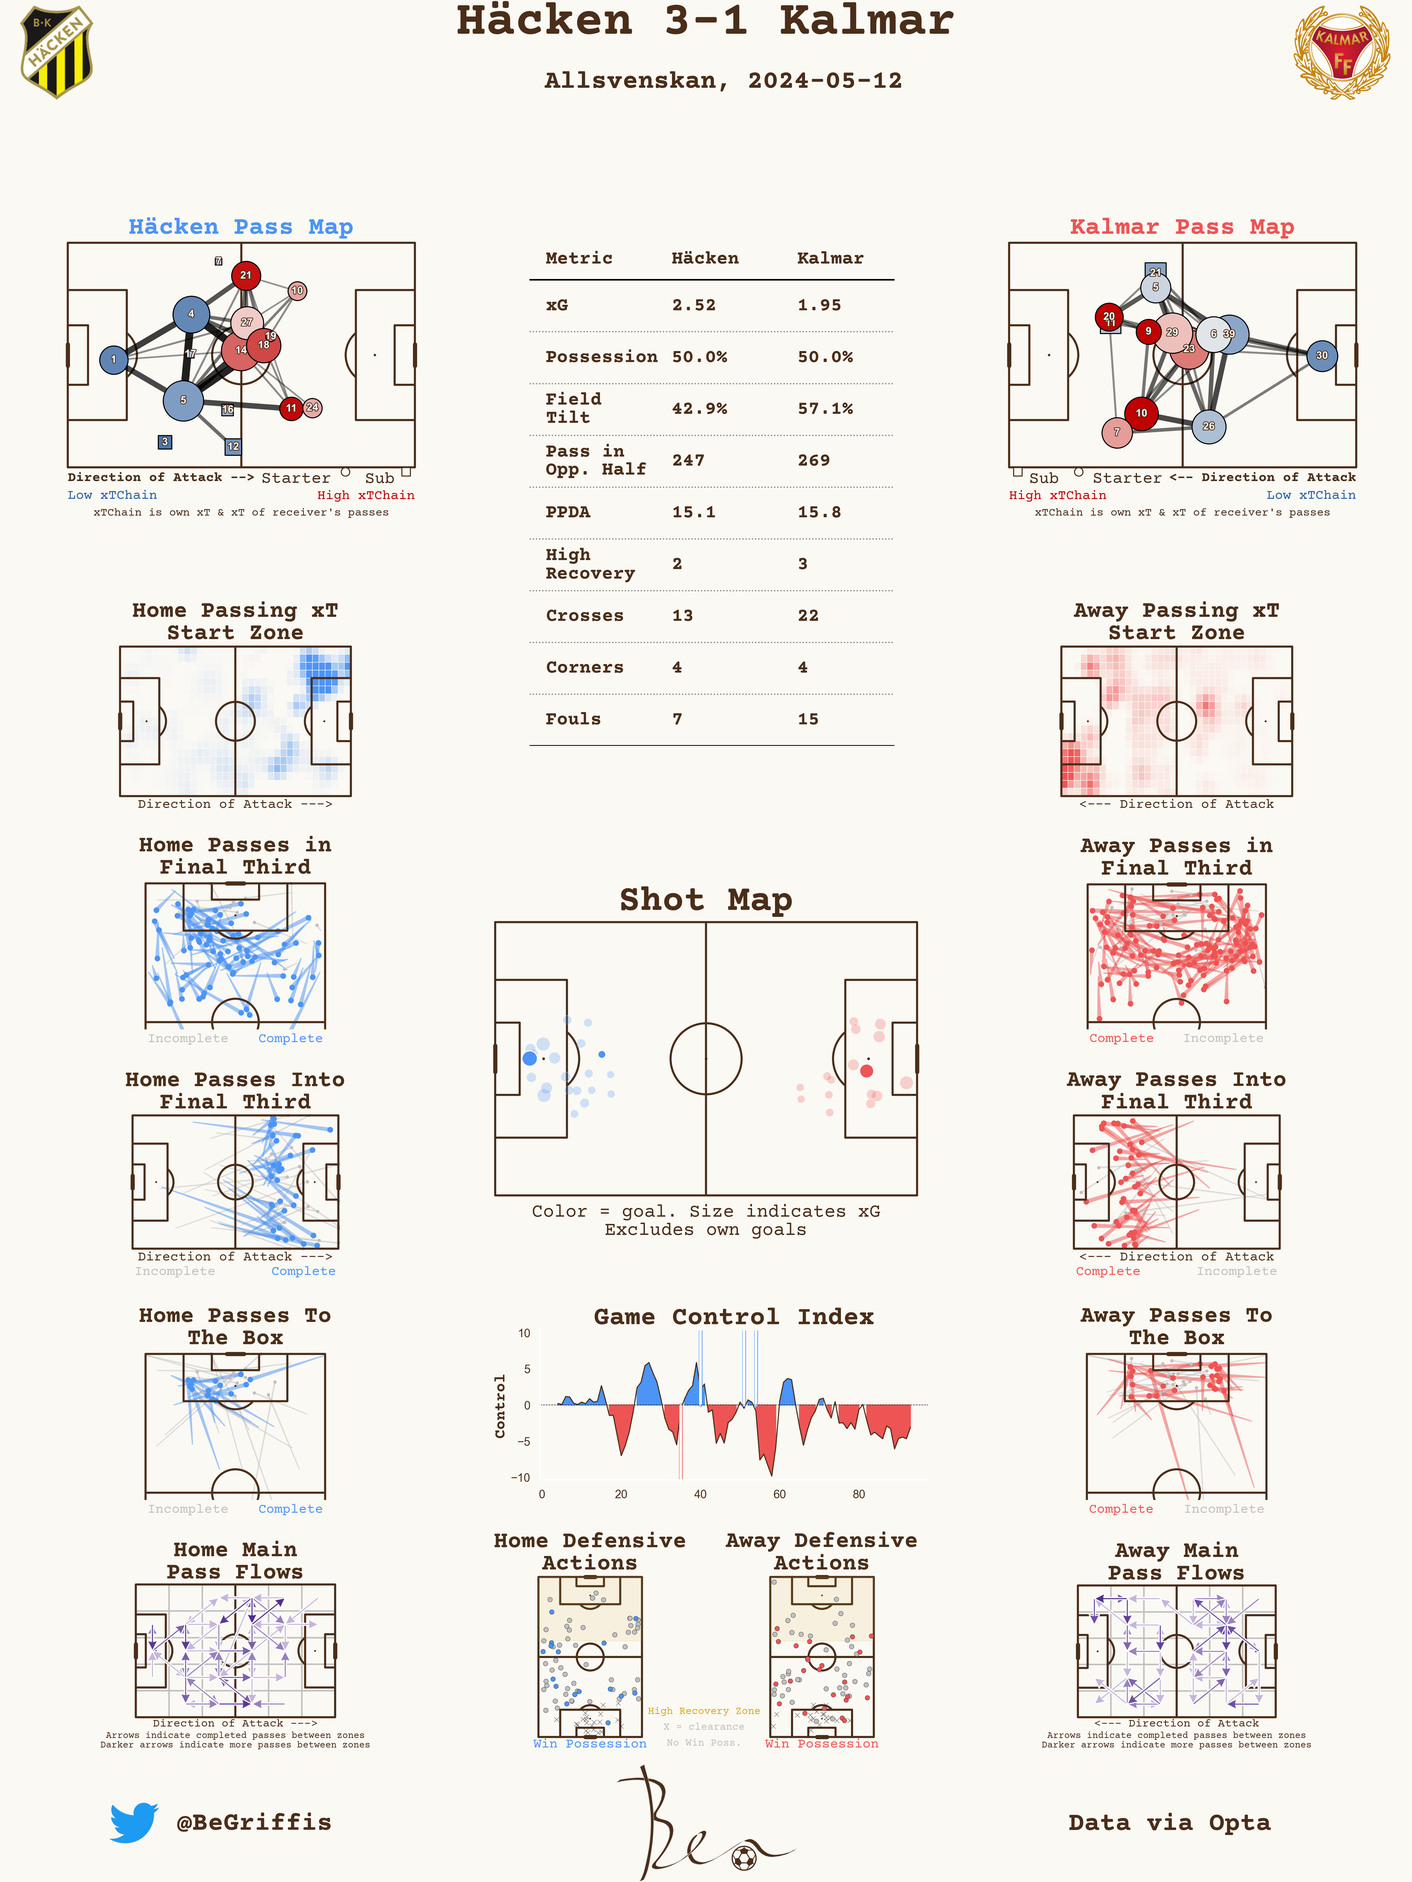 Häcken 3-1 Kalmar
Allsvenskan, 2024-05-12
B·K
HÄCKEN
KALMAR
FF
Häcken Pass Map
7
21
10
4
27
19
18
14
17
1
5
16
11
24
3
12
Direction of Attack --> Starter Sub
Low xTChain High xTChain
xTChain is own xT & xT of receiver's passes
Metric Häcken Kalmar
xG 2.52 1.95
Possession 50.0% 50.0%
Field
Tilt 42.9% 57.1%
Pass in
Opp. Half 247 269
PPDA 15.1 15.8
High
Recovery 2 3
Crosses 13 22
Corners 4 4
Fouls 7 15
Kalmar Pass Map
21
5
20
11
9
29
23
6
39
30
10
7
26
Sub Starter <-- Direction of Attack
High xTChain Low xTChain
xTChain is own xT & xT of receiver's passes
Home Passing xT
Start Zone
Direction of Attack --->
Away Passing xT
Start Zone
<--- Direction of Attack
Home Passes in
Final Third
Incomplete Complete
Away Passes in
Final Third
Complete Incomplete
Shot Map
Color = goal. Size indicates xG
Excludes own goals
Home Passes Into
Final Third
Direction of Attack --->
Incomplete Complete
Away Passes Into
Final Third
<--- Direction of Attack
Complete Incomplete
Home Passes To
The Box
Incomplete Complete
Game Control Index
Control
10
5
0
−5
−10
0 20 40 60 80
Away Passes To
The Box
Complete Incomplete
Home Main
Pass Flows
Direction of Attack --->
Arrows indicate completed passes between zones
Darker arrows indicate more passes between zones
Home Defensive
Actions
Win Possession
Away Defensive
Actions
Win Possession
High Recovery Zone
X = clearance
No Win Poss.
Away Main
Pass Flows
<--- Direction of Attack
Arrows indicate completed passes between zones
Darker arrows indicate more passes between zones
@BeGriffis
Ben
Data via Opta